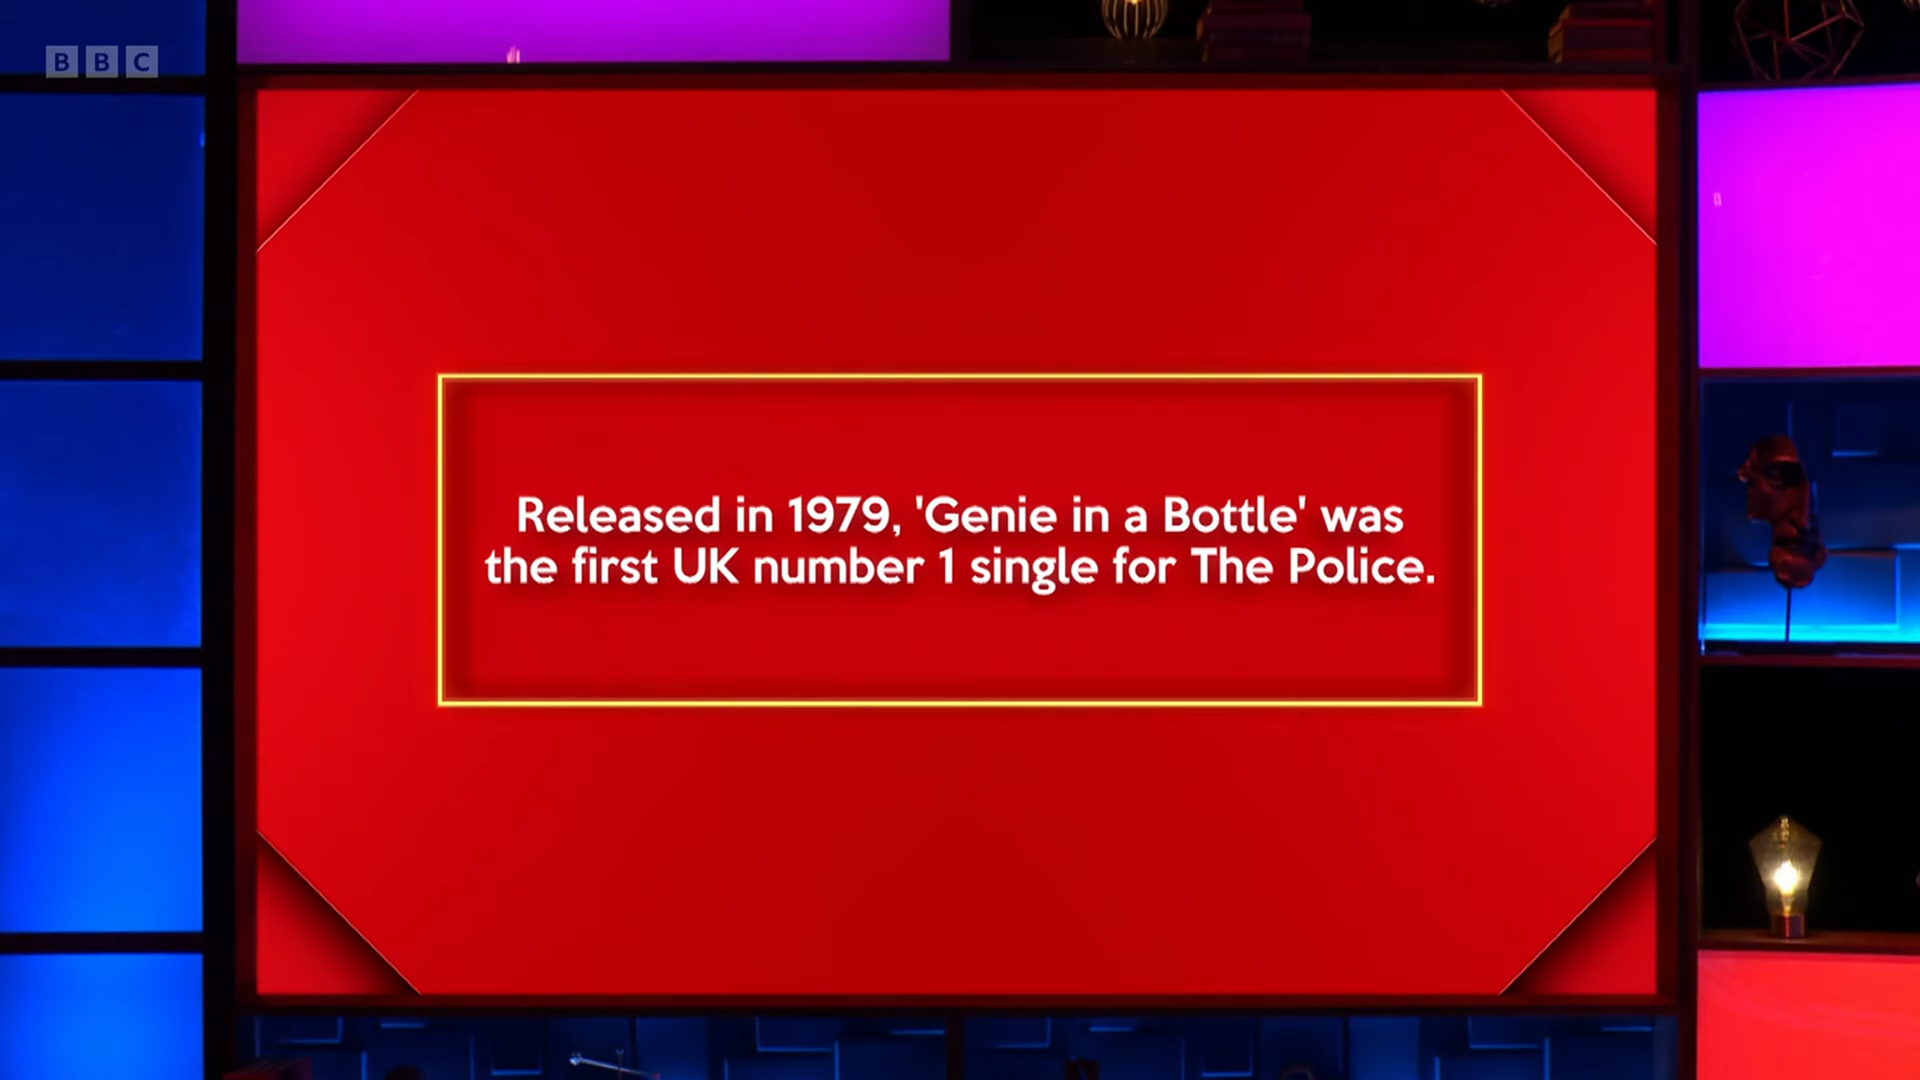 BBC
Released in 1979, 'Genie in a Bottle' was
the first UK number 1 single for The Police.